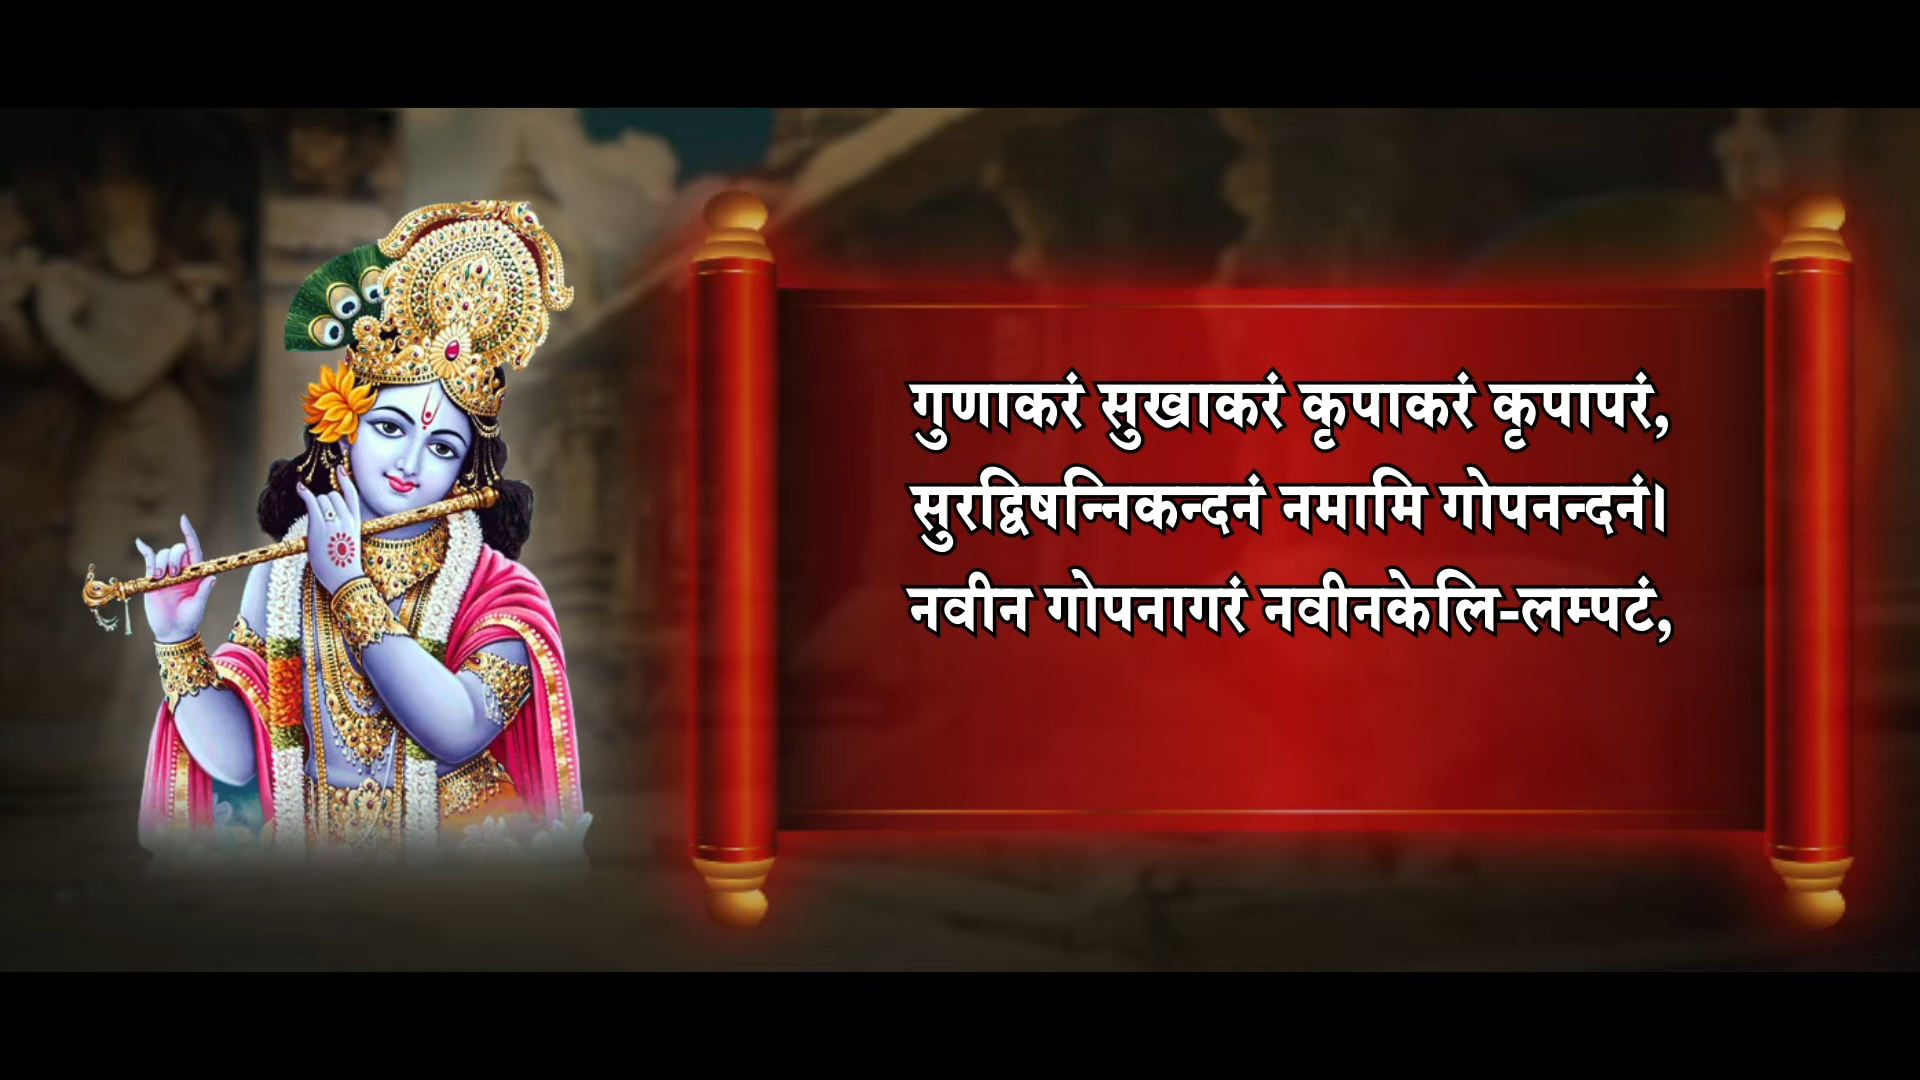 गुणाकरं सुखाकरं कृपाकरं कृपापरं,
सुरद्विषन्निकन्दनं नमामि गोपनन्दनं।
नवीन गोपनागरं नवीनकेलि-लम्पटं,